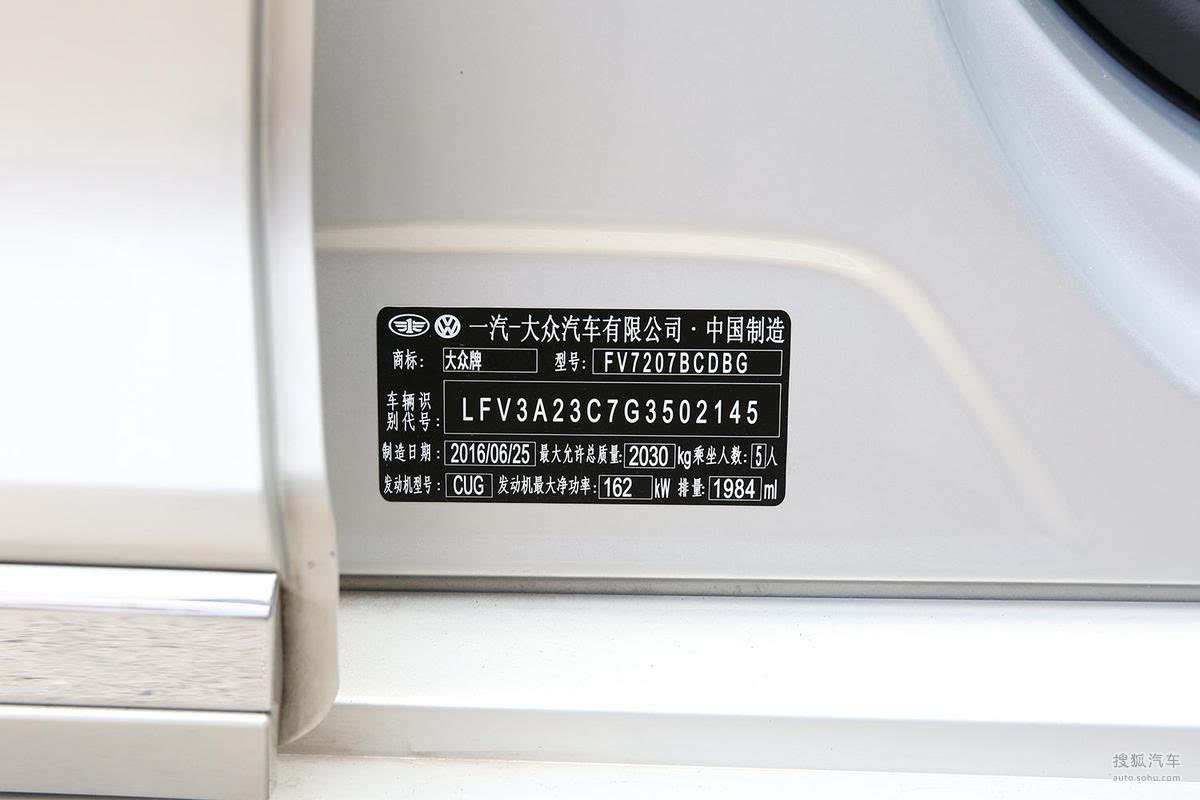 一汽-大众汽车有限公司·中国制造
商标: 大众牌 型号: FV7207BCDBG
车辆识别代号: LFV3A23C7G3502145
制造日期: 2016/06/25 最大允许总质量: 2030 kg 乘坐人数: 5 人
发动机型号: CUG 发动机最大净功率: 162 kW 排量: 1984 ml
搜狐汽车
auto.sohu.com